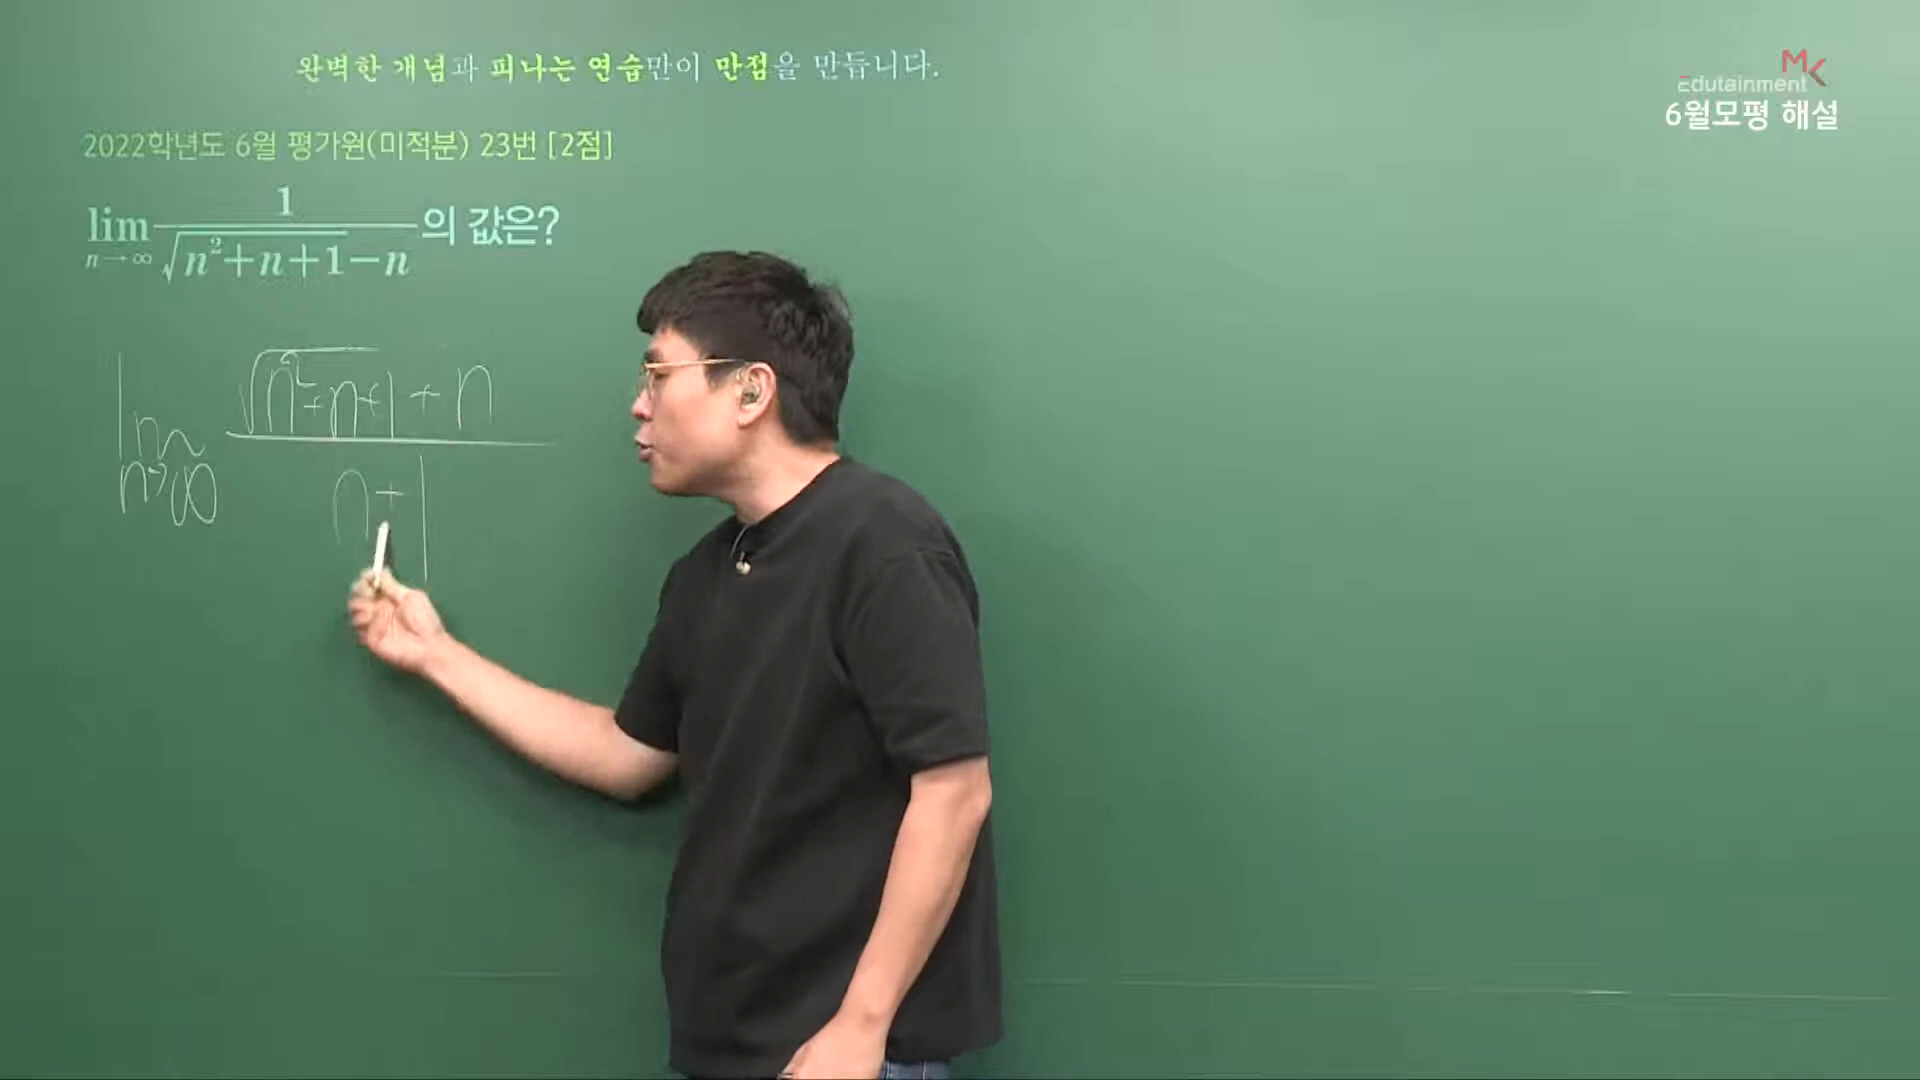 완벽한 개념과 피나는 연습만이 만점을 만듭니다.
MK
Edutainment
6월모평 해설
2022학년도 6월 평가원(미적분) 23번 [2점]
lim n→∞ 1/(√(n²+n+1)−n) 의 값은?
lim n→∞ (√(n²+n+1) + n)/(n+1)